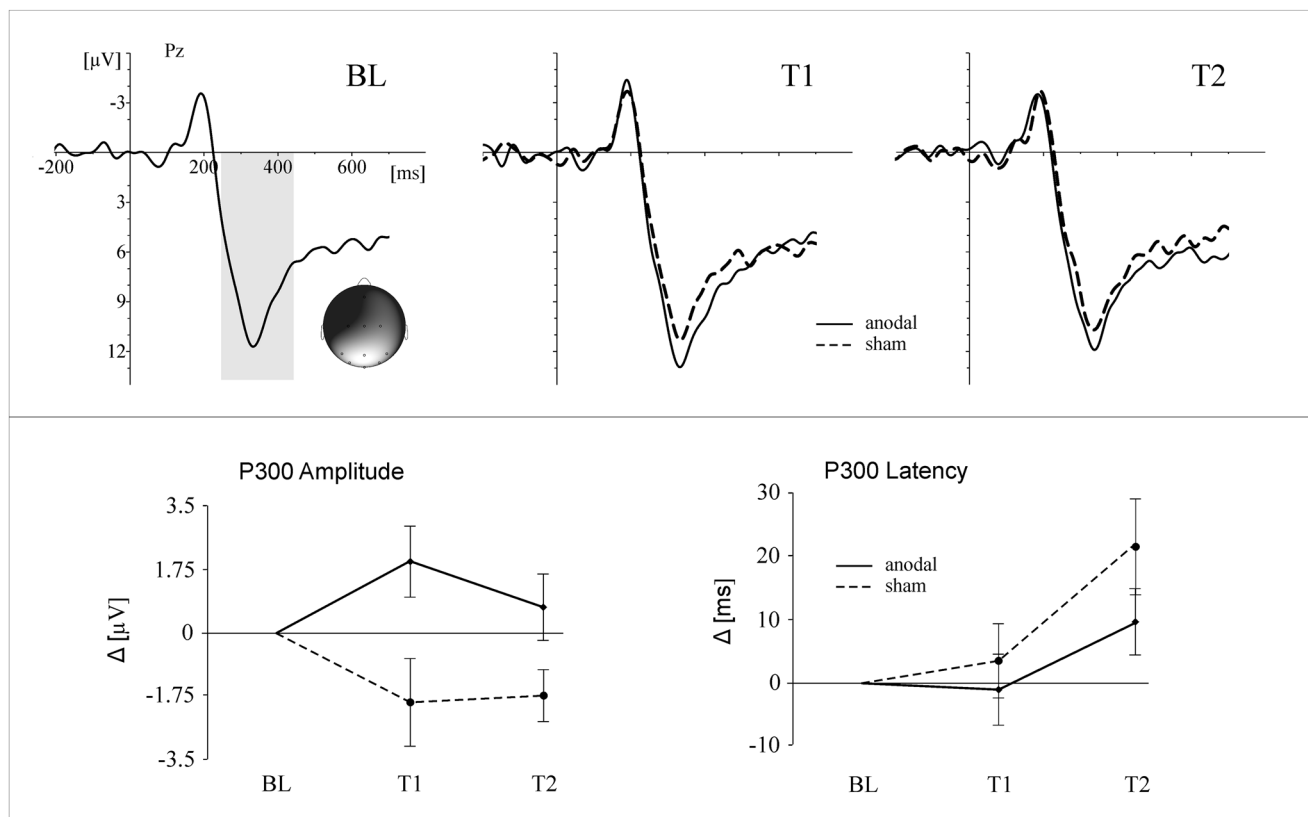 [μV]
Pz
BL
-3
-200
200
400
600
[ms]
3
6
9
12
T1
anodal
sham
T2
P300 Amplitude
3.5
1.75
0
-1.75
-3.5
Δ [μV]
BL
T1
T2
P300 Latency
30
20
10
0
-10
Δ [ms]
anodal
sham
BL
T1
T2